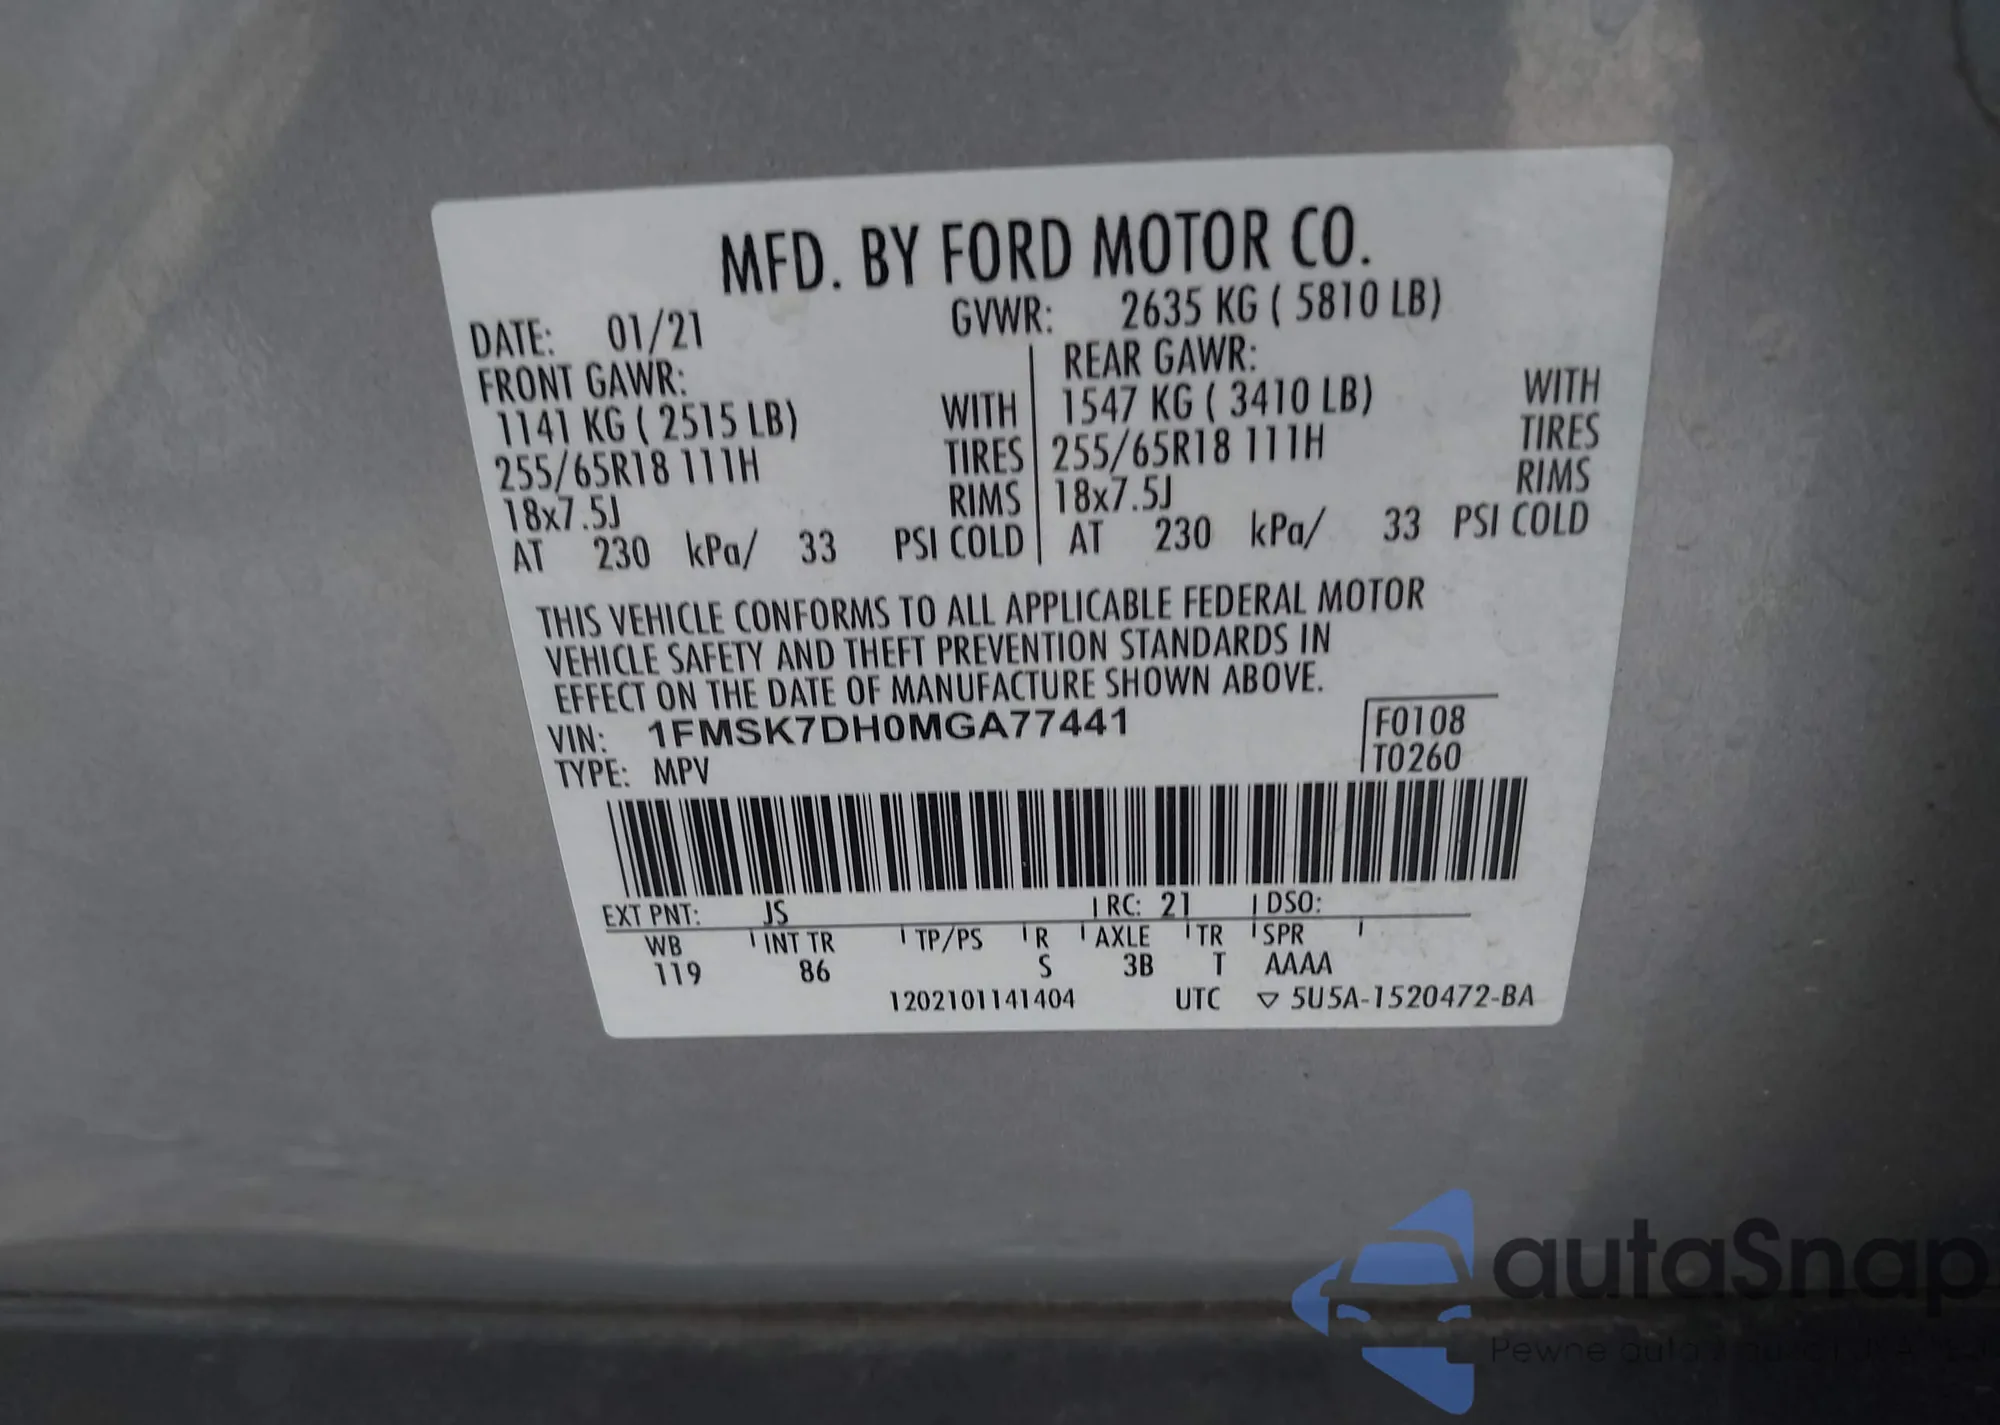 MFD. BY FORD MOTOR CO.
DATE: 01/21 GVWR: 2635 KG ( 5810 LB)
FRONT GAWR: REAR GAWR:
1141 KG ( 2515 LB) WITH 1547 KG ( 3410 LB) WITH
255/65R18 111H TIRES 255/65R18 111H TIRES
18x7.5J RIMS 18x7.5J RIMS
AT 230 kPa/ 33 PSI COLD AT 230 kPa/ 33 PSI COLD
THIS VEHICLE CONFORMS TO ALL APPLICABLE FEDERAL MOTOR
VEHICLE SAFETY AND THEFT PREVENTION STANDARDS IN
EFFECT ON THE DATE OF MANUFACTURE SHOWN ABOVE.
VIN: 1FMSK7DH0MGA77441 F0108
TYPE: MPV T0260
EXT PNT: JS RC: 21 DSO:
WB INT TR TP/PS R AXLE TR SPR
119 86 S 3B T AAAA
1202101141404 UTC ▽ 5U5A-1520472-BA
autaSnap
Pewne auta z